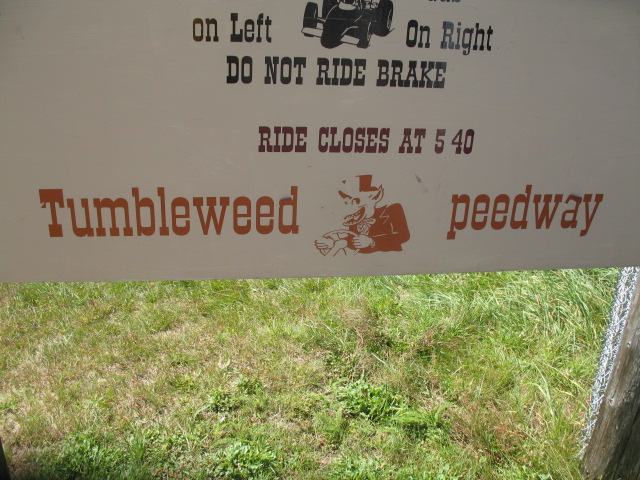 on Left On Right
DO NOT RIDE BRAKE
RIDE CLOSES AT 5 40
Tumbleweed peedway